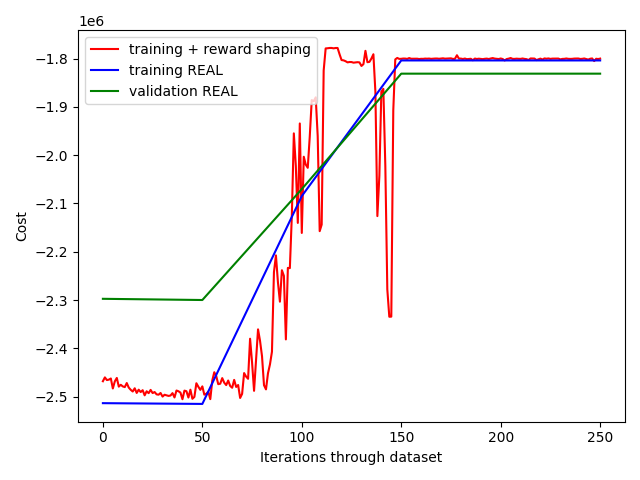 1e6
training + reward shaping
training REAL
validation REAL
−1.8
−1.9
−2.0
−2.1
−2.2
−2.3
−2.4
−2.5
Cost
0 50 100 150 200 250
Iterations through dataset